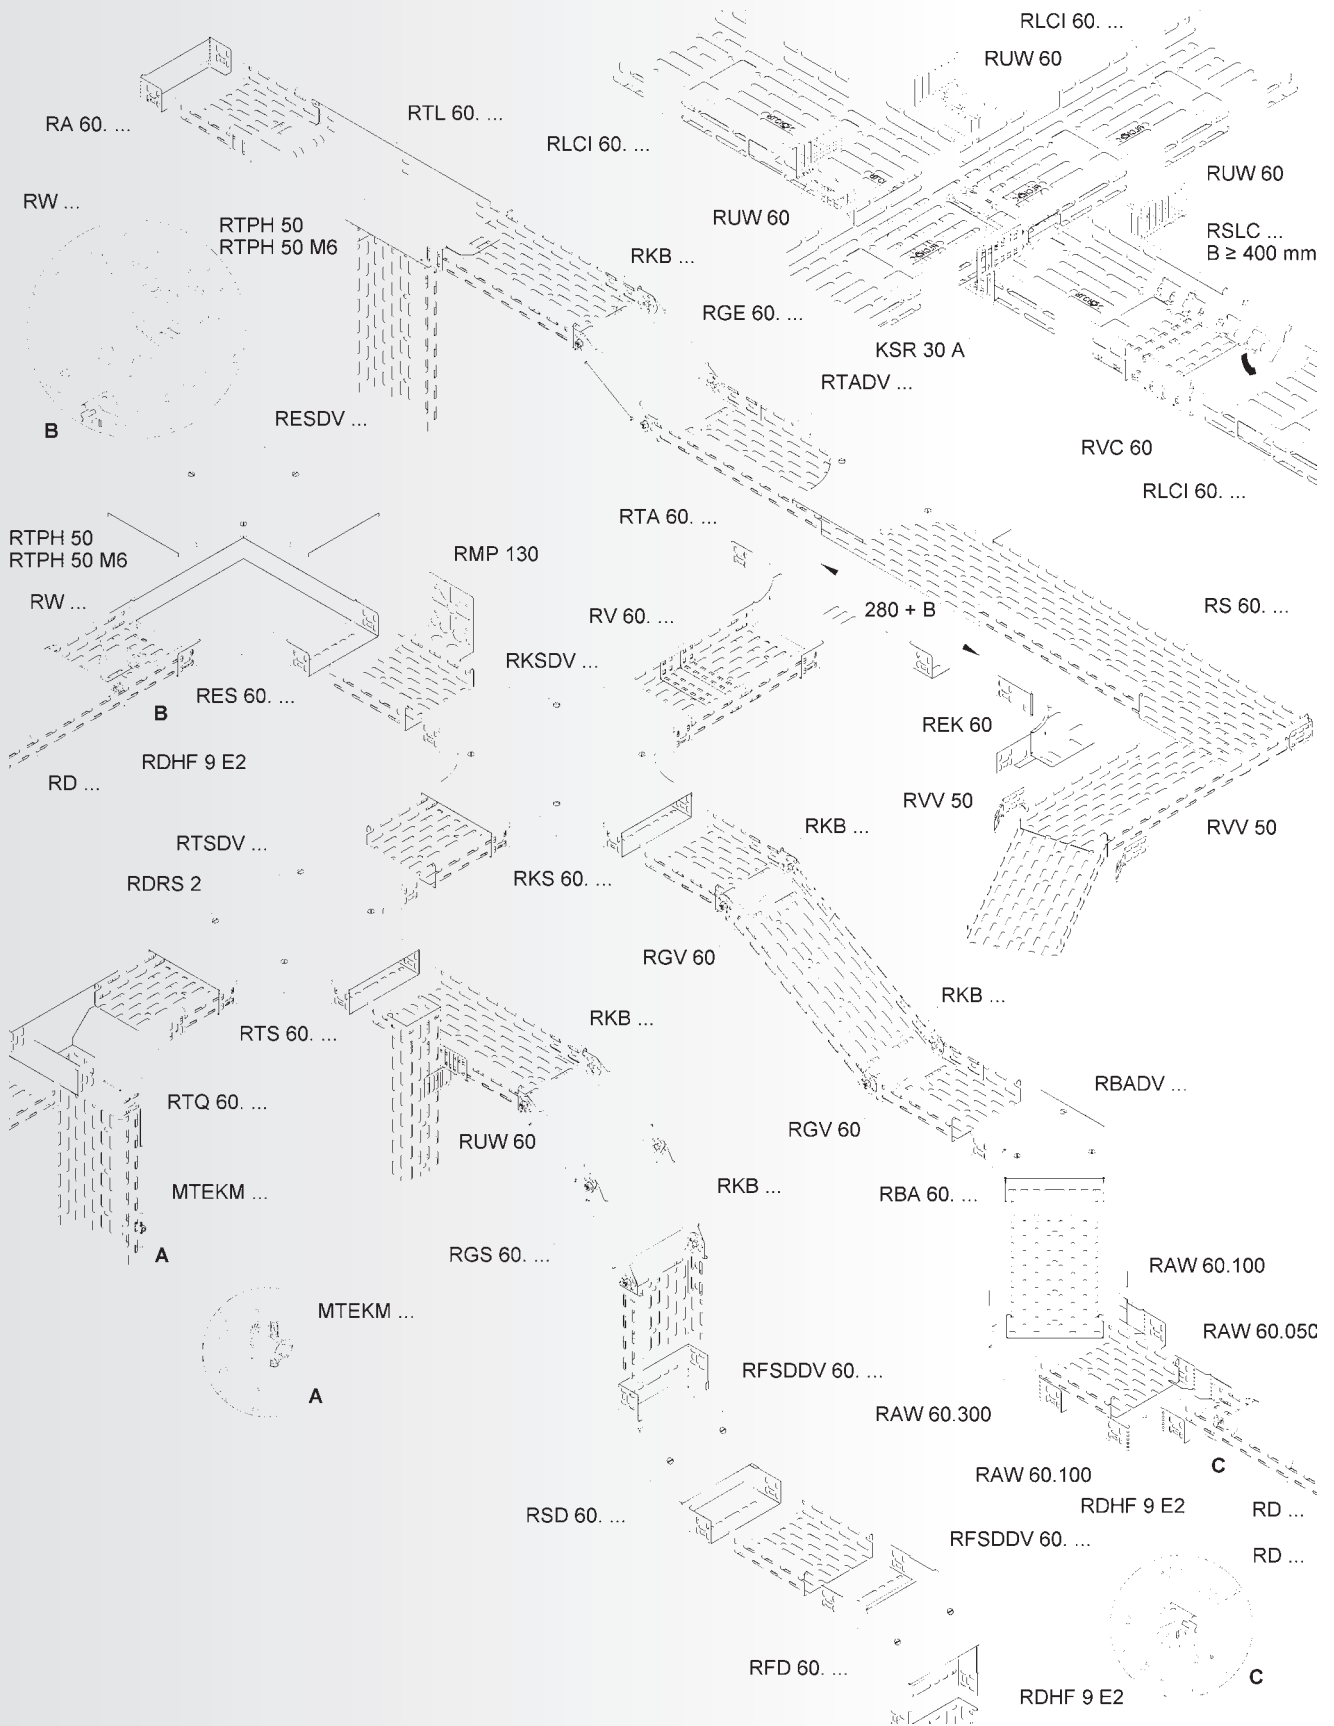 RLCI 60. ...
RUW 60
RA 60. ...
RTL 60. ...
RLCI 60. ...
RUW 60
RW ...
RTPH 50
RTPH 50 M6
RUW 60
RSLC ...
B ≥ 400 mm
RKB ...
RGE 60. ...
KSR 30 A
RTADV ...
RESDV ...
B
RVC 60
RLCI 60. ...
RTA 60. ...
RTPH 50
RTPH 50 M6
RMP 130
RW ...
RV 60. ...
280 + B
RS 60. ...
RKSDV ...
RES 60. ...
B
REK 60
RDHF 9 E2
RD ...
RVV 50
RKB ...
RVV 50
RTSDV ...
RDRS 2
RKS 60. ...
RGV 60
RKB ...
RKB ...
RTS 60. ...
RBADV ...
RTQ 60. ...
RUW 60
RGV 60
MTEKM ...
RKB ...
RBA 60. ...
A
RGS 60. ...
RAW 60.100
MTEKM ...
RAW 60.050
RFSDDV 60. ...
A
RAW 60.300
C
RAW 60.100
RDHF 9 E2
RD ...
RSD 60. ...
RFSDDV 60. ...
RD ...
RFD 60. ...
C
RDHF 9 E2